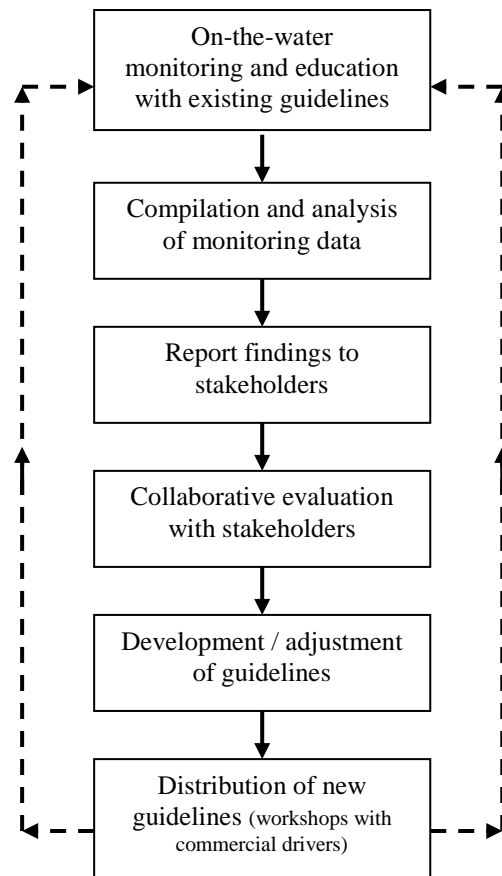 On-the-water
monitoring and education
with existing guidelines
Compilation and analysis
of monitoring data
Report findings to
stakeholders
Collaborative evaluation
with stakeholders
Development / adjustment
of guidelines
Distribution of new
guidelines (workshops with
commercial drivers)